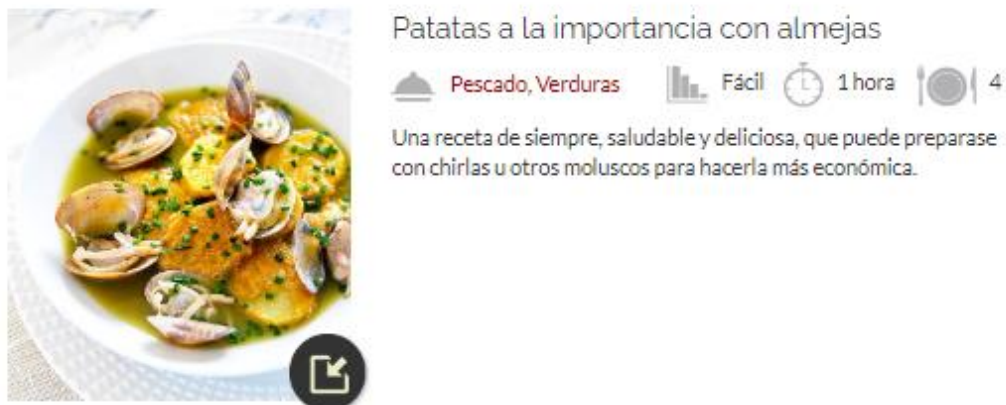 Patatas a la importancia con almejas
Pescado, Verduras Fácil 1 hora 4
Una receta de siempre, saludable y deliciosa, que puede preparase
con chirlas u otros moluscos para hacerla más económica.